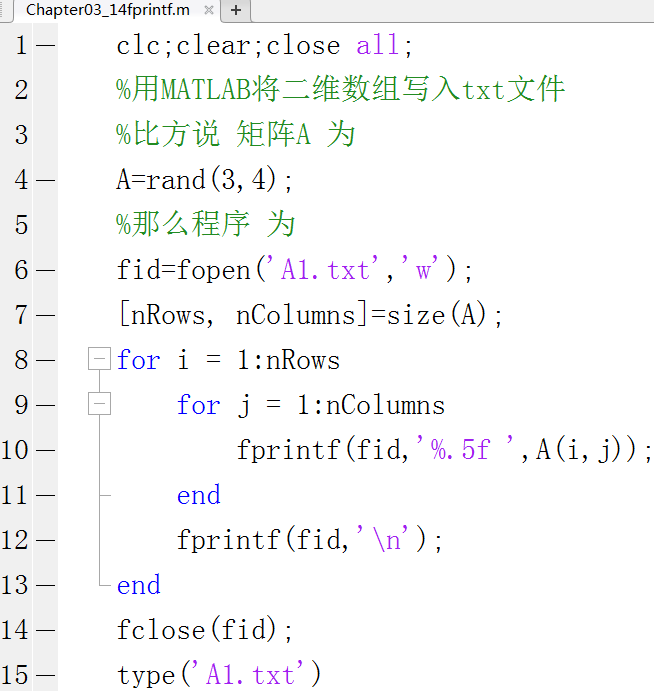 Chapter03_14fprintf.m × +
1 — clc;clear;close all;
2 %用MATLAB将二维数组写入txt文件
3 %比方说 矩阵A 为
4 — A=rand(3,4);
5 %那么程序 为
6 — fid=fopen('A1.txt','w');
7 — [nRows, nColumns]=size(A);
8 — for i = 1:nRows
9 — for j = 1:nColumns
10 — fprintf(fid,'%.5f ',A(i,j));
11 — end
12 — fprintf(fid,'\n');
13 — end
14 — fclose(fid);
15 — type('A1.txt')